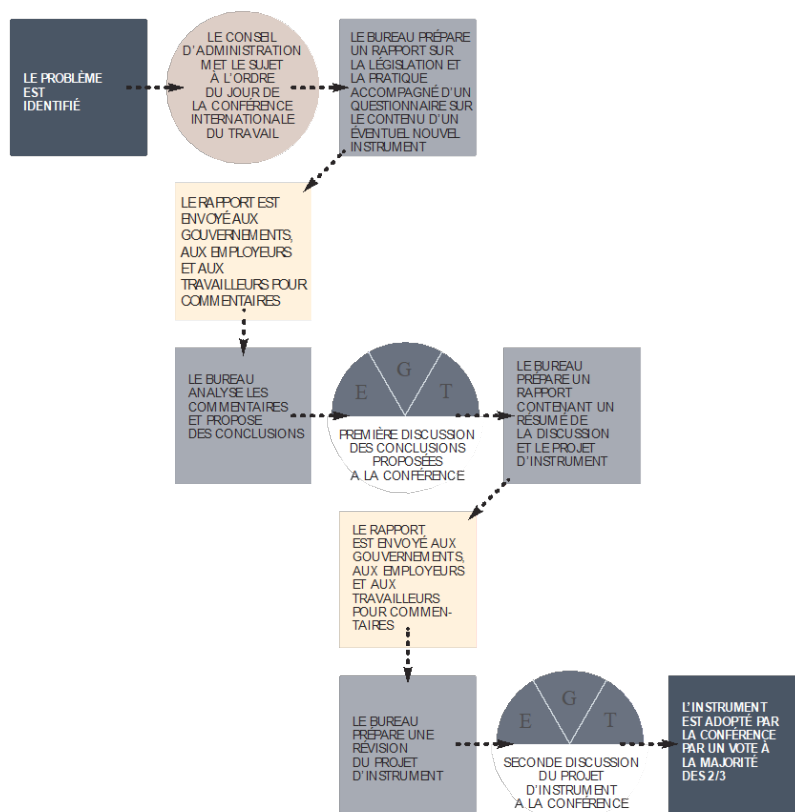 LE PROBLÈME
EST
IDENTIFIÉ
LE CONSEIL
D'ADMINISTRATION
MET LE SUJET
À L'ORDRE
DU JOUR DE
LA CONFÉRENCE
INTERNATIONALE
DU TRAVAIL
LE BUREAU PRÉPARE
UN RAPPORT SUR
LA LÉGISLATION ET
LA PRATIQUE
ACCOMPAGNÉ D'UN
QUESTIONNAIRE SUR
LE CONTENU D'UN
ÉVENTUEL NOUVEL
INSTRUMENT
LE RAPPORT EST
ENVOYÉ AUX
GOUVERNEMENTS,
AUX EMPLOYEURS
ET AUX
TRAVAILLEURS POUR
COMMENTAIRES
LE BUREAU
ANALYSE LES
COMMENTAIRES
ET PROPOSE
DES CONCLUSIONS
E G T
PREMIÈRE DISCUSSION
DES CONCLUSIONS
PROPOSÉES
A LA CONFÉRENCE
LE BUREAU
PRÉPARE UN
RAPPORT
CONTENANT UN
RÉSUMÉ DE
LA DISCUSSION
ET LE PROJET
D'INSTRUMENT
LE RAPPORT
EST ENVOYÉ AUX
GOUVERNEMENTS,
AUX EMPLOYEURS
ET AUX
TRAVAILLEURS
POUR COMMEN-
TAIRES
LE BUREAU
PRÉPARE UNE
RÉVISION
DU PROJET
D'INSTRUMENT
E G T
SECONDE DISCUSSION
DU PROJET
D'INSTRUMENT
A LA CONFÉRENCE
L'INSTRUMENT
EST ADOPTÉ PAR
LA CONFÉRENCE
PAR UN VOTE À
LA MAJORITÉ
DES 2/3